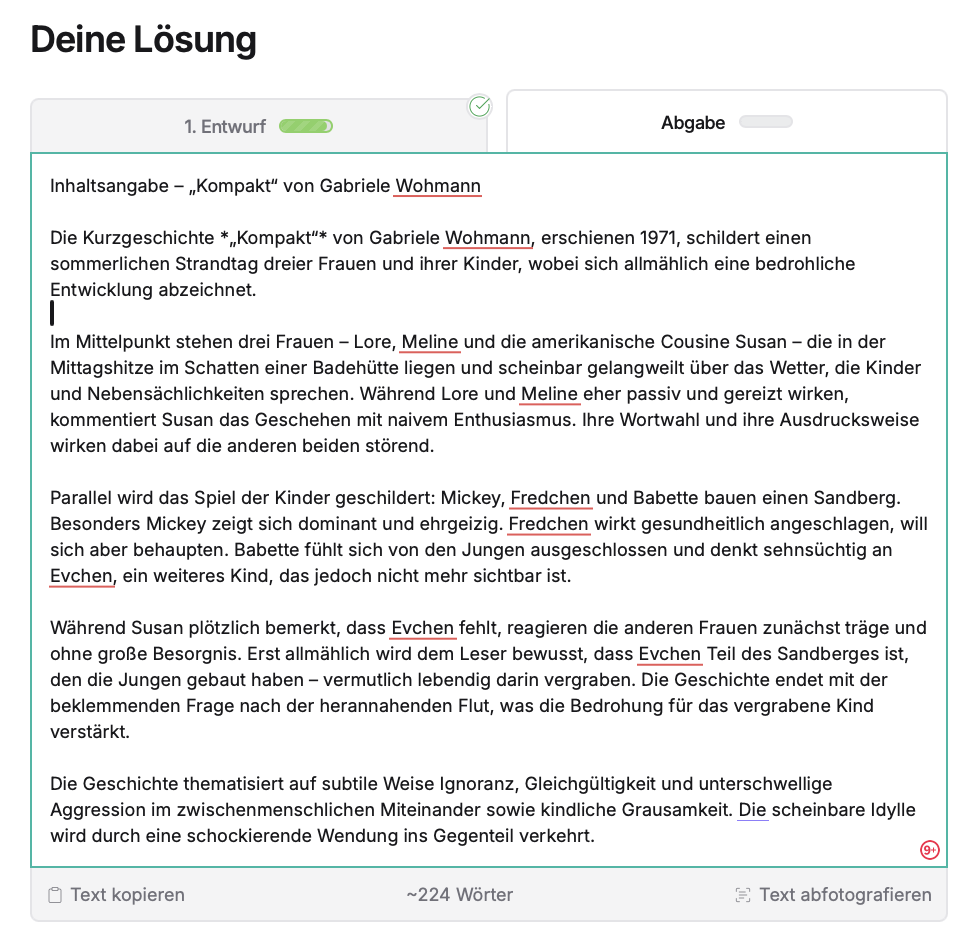 Deine Lösung
1. Entwurf
Abgabe
Inhaltsangabe – „Kompakt“ von Gabriele Wohmann
Die Kurzgeschichte *„Kompakt“* von Gabriele Wohmann, erschienen 1971, schildert einen
sommerlichen Strandtag dreier Frauen und ihrer Kinder, wobei sich allmählich eine bedrohliche
Entwicklung abzeichnet.
Im Mittelpunkt stehen drei Frauen – Lore, Meline und die amerikanische Cousine Susan – die in der
Mittagshitze im Schatten einer Badehütte liegen und scheinbar gelangweilt über das Wetter, die Kinder
und Nebensächlichkeiten sprechen. Während Lore und Meline eher passiv und gereizt wirken,
kommentiert Susan das Geschehen mit naivem Enthusiasmus. Ihre Wortwahl und ihre Ausdrucksweise
wirken dabei auf die anderen beiden störend.
Parallel wird das Spiel der Kinder geschildert: Mickey, Fredchen und Babette bauen einen Sandberg.
Besonders Mickey zeigt sich dominant und ehrgeizig. Fredchen wirkt gesundheitlich angeschlagen, will
sich aber behaupten. Babette fühlt sich von den Jungen ausgeschlossen und denkt sehnsüchtig an
Evchen, ein weiteres Kind, das jedoch nicht mehr sichtbar ist.
Während Susan plötzlich bemerkt, dass Evchen fehlt, reagieren die anderen Frauen zunächst träge und
ohne große Besorgnis. Erst allmählich wird dem Leser bewusst, dass Evchen Teil des Sandberges ist,
den die Jungen gebaut haben – vermutlich lebendig darin vergraben. Die Geschichte endet mit der
beklemmenden Frage nach der herannahenden Flut, was die Bedrohung für das vergrabene Kind
verstärkt.
Die Geschichte thematisiert auf subtile Weise Ignoranz, Gleichgültigkeit und unterschwellige
Aggression im zwischenmenschlichen Miteinander sowie kindliche Grausamkeit. Die scheinbare Idylle
wird durch eine schockierende Wendung ins Gegenteil verkehrt.
9+
Text kopieren
~224 Wörter
Text abfotografieren